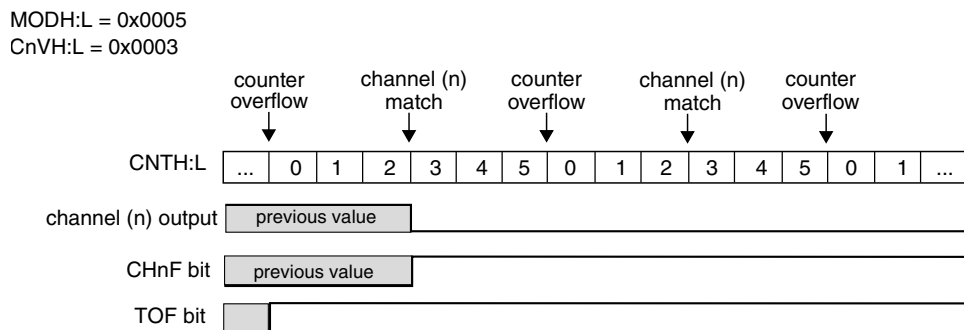 MODH:L = 0x0005
CnVH:L = 0x0003
counter overflow
channel (n) match
counter overflow
channel (n) match
counter overflow
CNTH:L ... 0 1 2 3 4 5 0 1 2 3 4 5 0 1 ...
channel (n) output previous value
CHnF bit previous value
TOF bit